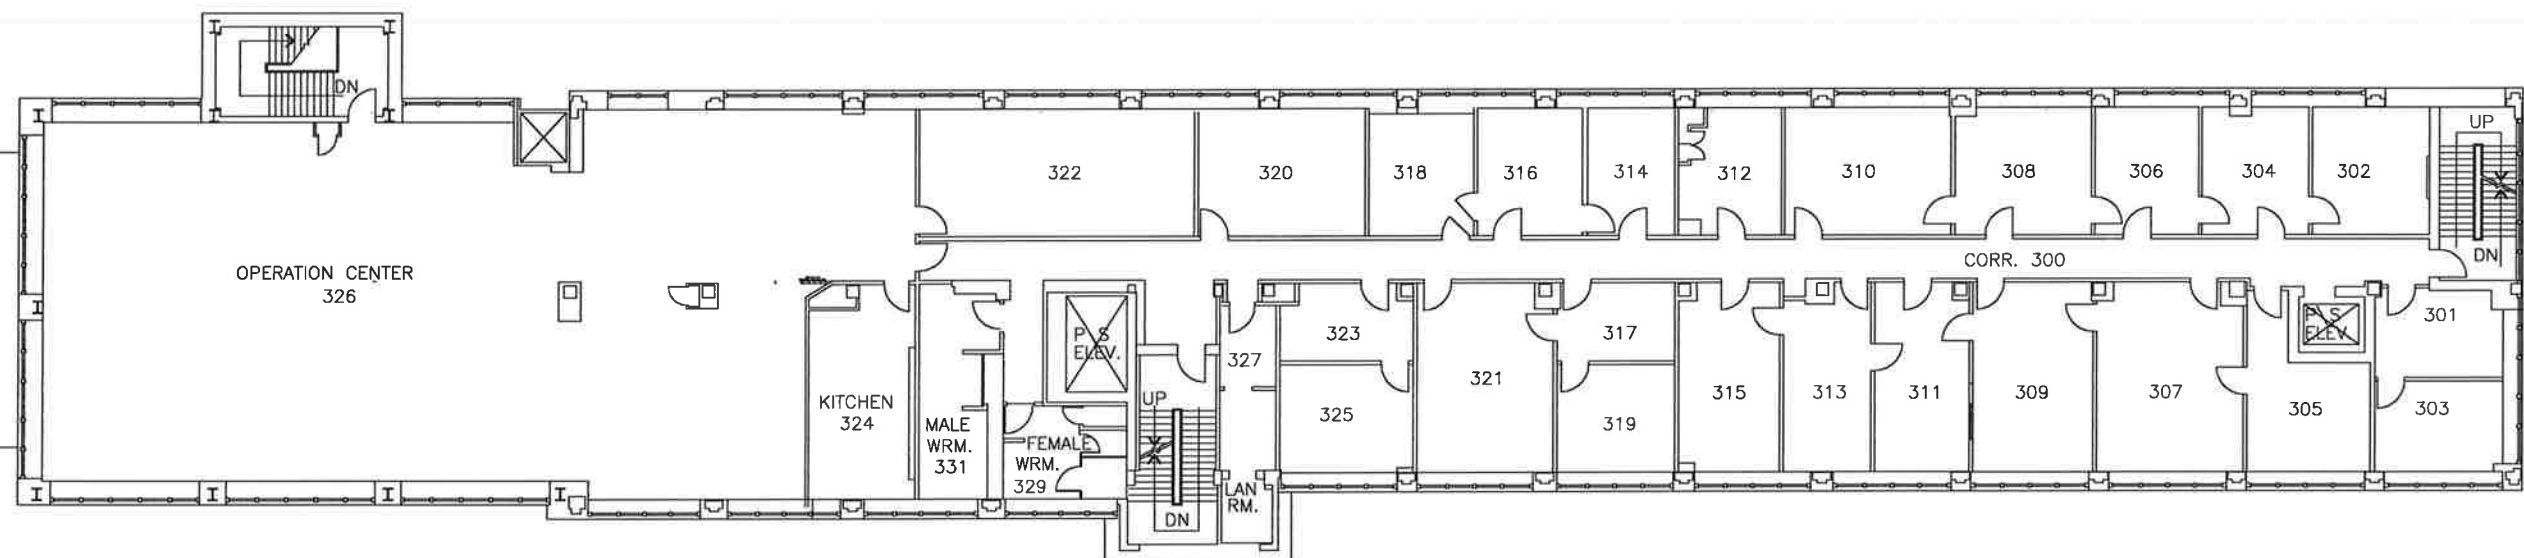 DN
UP
322
320
318
316
314
312
310
308
306
304
302
DN
CORR. 300
OPERATION CENTER
326
P.S.
ELEV.
327
323
321
317
315
313
311
309
307
P.S.
ELEV.
301
KITCHEN
324
MALE
WRM.
331
FEMALE
WRM.
329
UP
325
319
305
303
LAN
RM.
DN